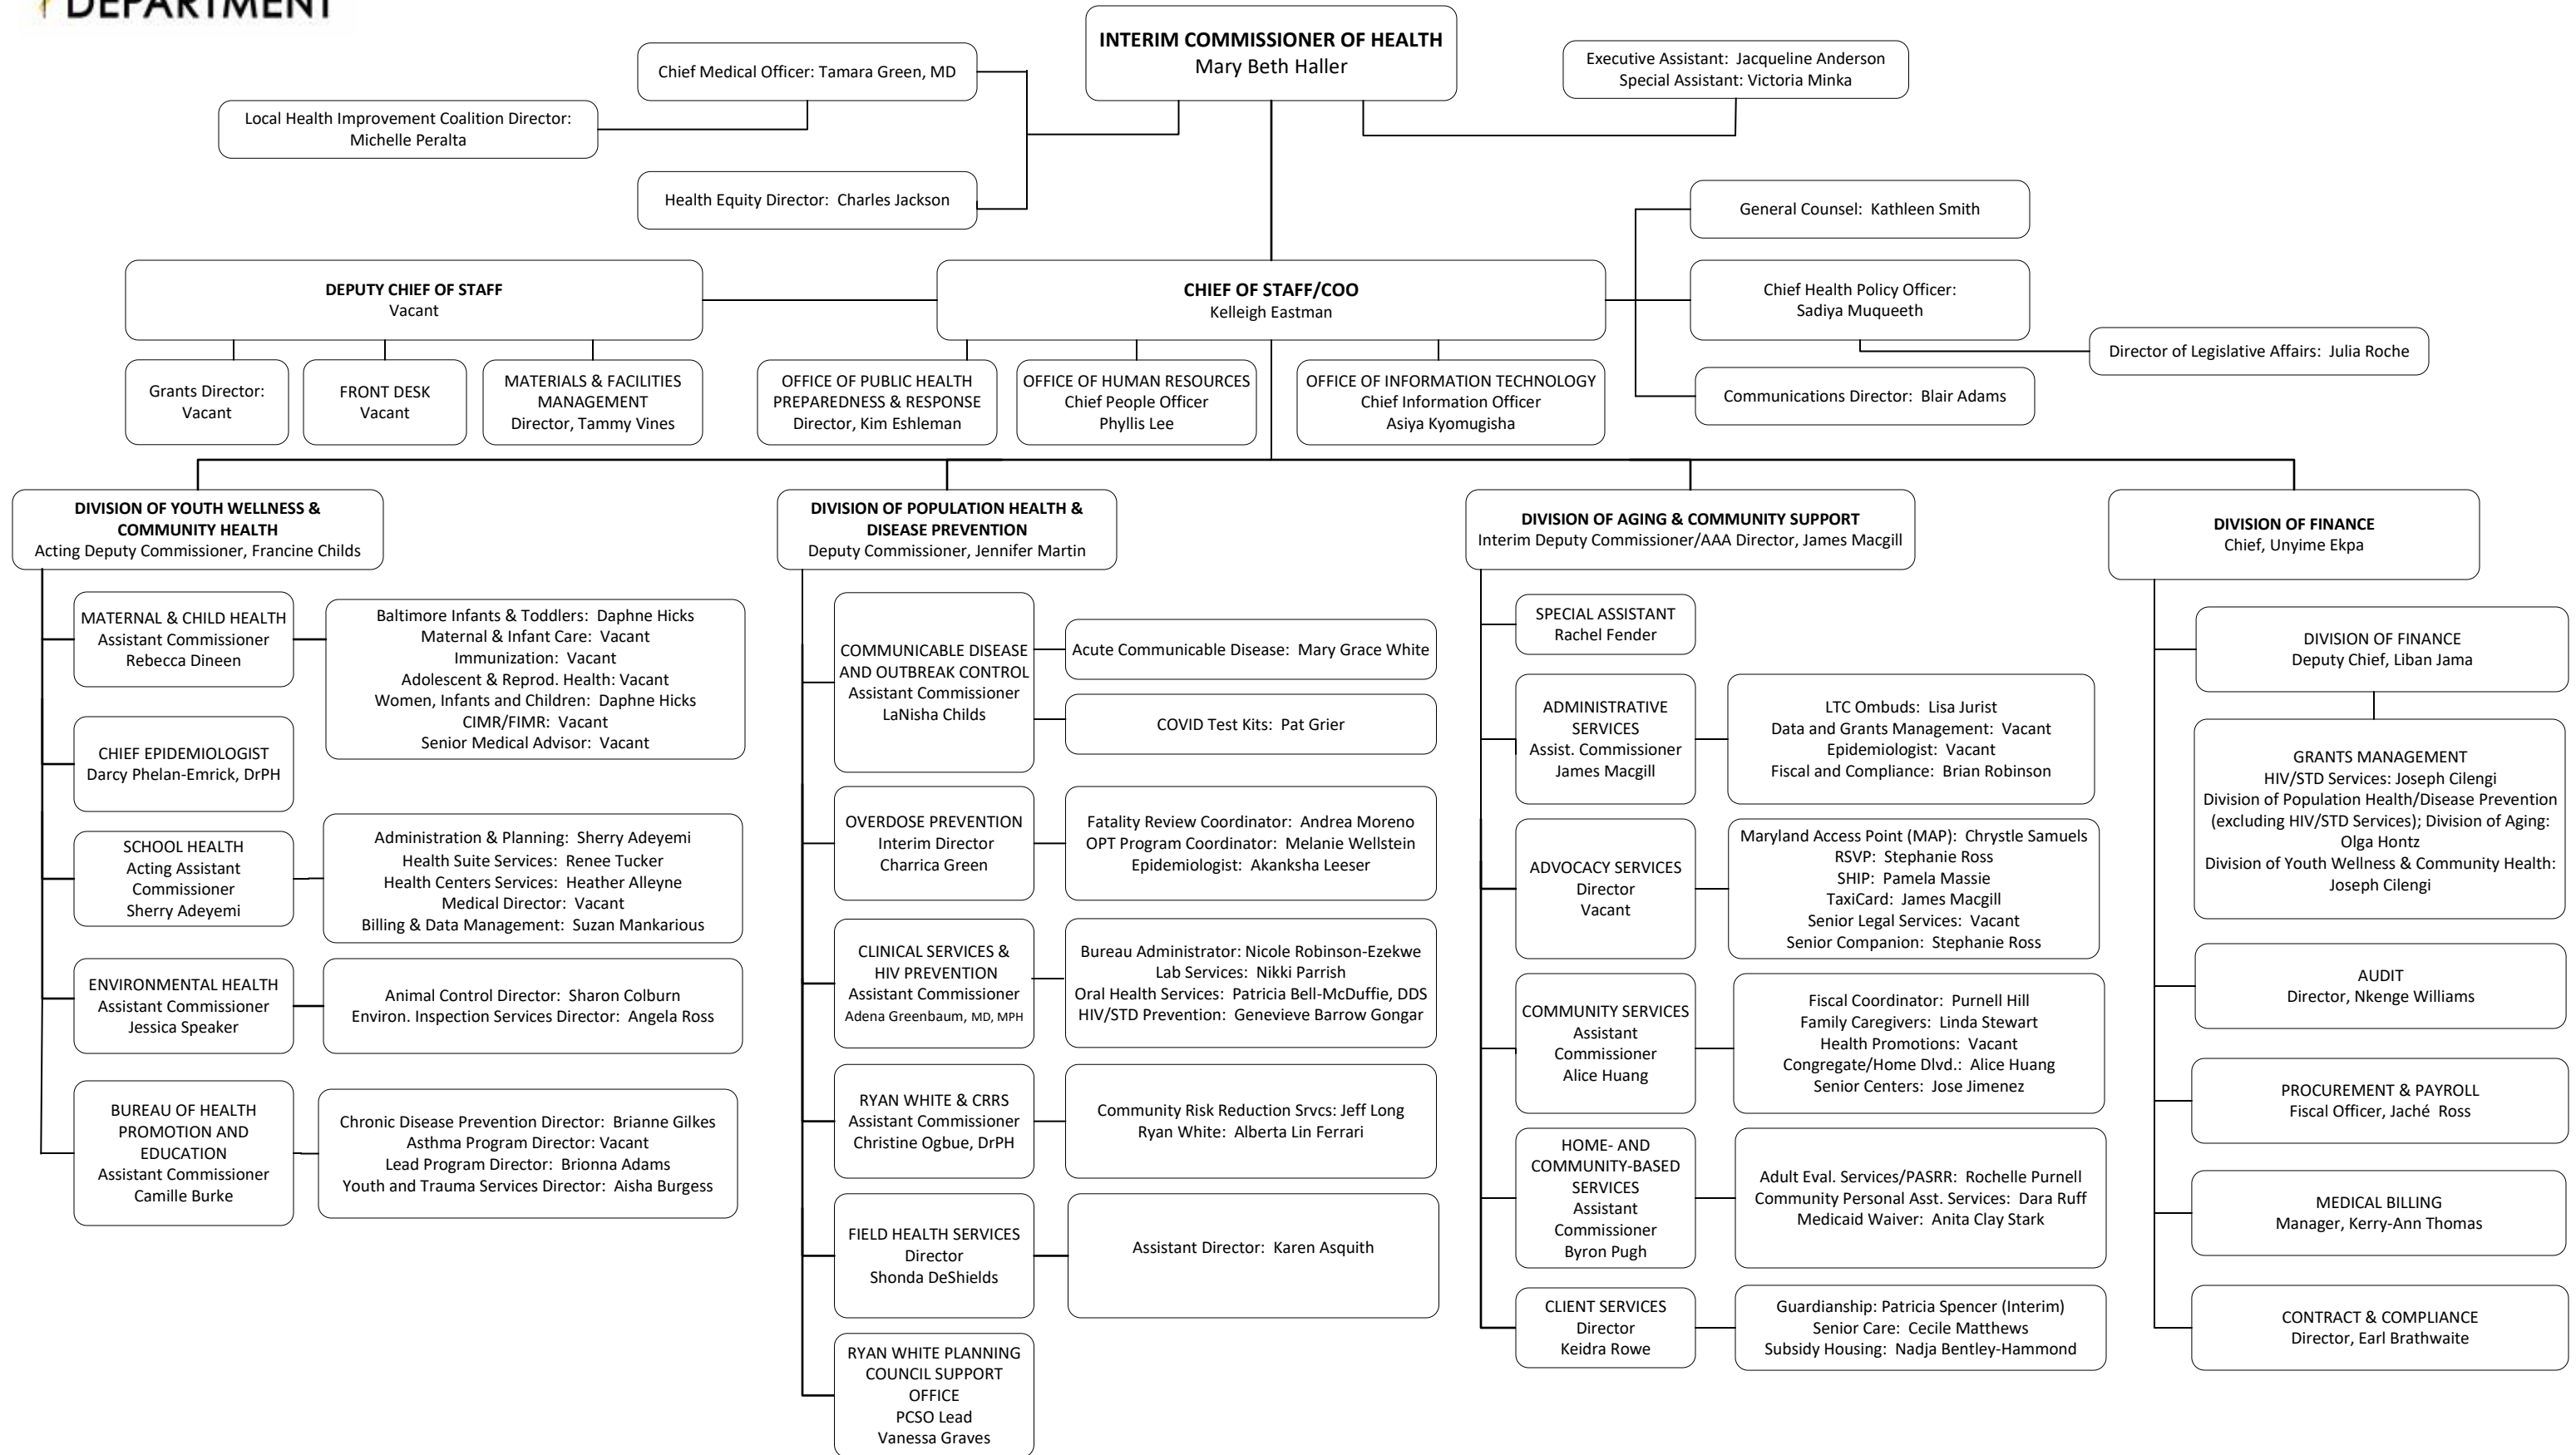 DEPARTMENT
INTERIM COMMISSIONER OF HEALTH
Mary Beth Haller
Chief Medical Officer: Tamara Green, MD
Executive Assistant: Jacqueline Anderson
Special Assistant: Victoria Minka
Local Health Improvement Coalition Director:
Michelle Peralta
Health Equity Director: Charles Jackson
General Counsel: Kathleen Smith
DEPUTY CHIEF OF STAFF
Vacant
CHIEF OF STAFF/COO
Kelleigh Eastman
Chief Health Policy Officer:
Sadiya Muqueeth
Director of Legislative Affairs: Julia Roche
Communications Director: Blair Adams
Grants Director:
Vacant
FRONT DESK
Vacant
MATERIALS & FACILITIES
MANAGEMENT
Director, Tammy Vines
OFFICE OF PUBLIC HEALTH
PREPAREDNESS & RESPONSE
Director, Kim Eshleman
OFFICE OF HUMAN RESOURCES
Chief People Officer
Phyllis Lee
OFFICE OF INFORMATION TECHNOLOGY
Chief Information Officer
Asiya Kyomugisha
DIVISION OF YOUTH WELLNESS &
COMMUNITY HEALTH
Acting Deputy Commissioner, Francine Childs
MATERNAL & CHILD HEALTH
Assistant Commissioner
Rebecca Dineen
Baltimore Infants & Toddlers: Daphne Hicks
Maternal & Infant Care: Vacant
Immunization: Vacant
Adolescent & Reprod. Health: Vacant
Women, Infants and Children: Daphne Hicks
CIMR/FIMR: Vacant
Senior Medical Advisor: Vacant
CHIEF EPIDEMIOLOGIST
Darcy Phelan-Emrick, DrPH
SCHOOL HEALTH
Acting Assistant
Commissioner
Sherry Adeyemi
Administration & Planning: Sherry Adeyemi
Health Suite Services: Renee Tucker
Health Centers Services: Heather Alleyne
Medical Director: Vacant
Billing & Data Management: Suzan Mankarious
ENVIRONMENTAL HEALTH
Assistant Commissioner
Jessica Speaker
Animal Control Director: Sharon Colburn
Environ. Inspection Services Director: Angela Ross
BUREAU OF HEALTH
PROMOTION AND
EDUCATION
Assistant Commissioner
Camille Burke
Chronic Disease Prevention Director: Brianne Gilkes
Asthma Program Director: Vacant
Lead Program Director: Brionna Adams
Youth and Trauma Services Director: Aisha Burgess
DIVISION OF POPULATION HEALTH &
DISEASE PREVENTION
Deputy Commissioner, Jennifer Martin
COMMUNICABLE DISEASE
AND OUTBREAK CONTROL
Assistant Commissioner
LaNisha Childs
Acute Communicable Disease: Mary Grace White
COVID Test Kits: Pat Grier
OVERDOSE PREVENTION
Interim Director
Charrica Green
Fatality Review Coordinator: Andrea Moreno
OPT Program Coordinator: Melanie Wellstein
Epidemiologist: Akanksha Leeser
CLINICAL SERVICES &
HIV PREVENTION
Assistant Commissioner
Adena Greenbaum, MD, MPH
Bureau Administrator: Nicole Robinson-Ezekwe
Lab Services: Nikki Parrish
Oral Health Services: Patricia Bell-McDuffie, DDS
HIV/STD Prevention: Genevieve Barrow Gongar
RYAN WHITE & CRRS
Assistant Commissioner
Christine Ogbue, DrPH
Community Risk Reduction Srvcs: Jeff Long
Ryan White: Alberta Lin Ferrari
FIELD HEALTH SERVICES
Director
Shonda DeShields
Assistant Director: Karen Asquith
RYAN WHITE PLANNING
COUNCIL SUPPORT
OFFICE
PCSO Lead
Vanessa Graves
DIVISION OF AGING & COMMUNITY SUPPORT
Interim Deputy Commissioner/AAA Director, James Macgill
SPECIAL ASSISTANT
Rachel Fender
ADMINISTRATIVE
SERVICES
Assist. Commissioner
James Macgill
LTC Ombuds: Lisa Jurist
Data and Grants Management: Vacant
Epidemiologist: Vacant
Fiscal and Compliance: Brian Robinson
ADVOCACY SERVICES
Director
Vacant
Maryland Access Point (MAP): Chrystle Samuels
RSVP: Stephanie Ross
SHIP: Pamela Massie
TaxiCard: James Macgill
Senior Legal Services: Vacant
Senior Companion: Stephanie Ross
COMMUNITY SERVICES
Assistant
Commissioner
Alice Huang
Fiscal Coordinator: Purnell Hill
Family Caregivers: Linda Stewart
Health Promotions: Vacant
Congregate/Home Dlvd.: Alice Huang
Senior Centers: Jose Jimenez
HOME- AND
COMMUNITY-BASED
SERVICES
Assistant
Commissioner
Byron Pugh
Adult Eval. Services/PASRR: Rochelle Purnell
Community Personal Asst. Services: Dara Ruff
Medicaid Waiver: Anita Clay Stark
CLIENT SERVICES
Director
Keidra Rowe
Guardianship: Patricia Spencer (Interim)
Senior Care: Cecile Matthews
Subsidy Housing: Nadja Bentley-Hammond
DIVISION OF FINANCE
Chief, Unyime Ekpa
DIVISION OF FINANCE
Deputy Chief, Liban Jama
GRANTS MANAGEMENT
HIV/STD Services: Joseph Cilengi
Division of Population Health/Disease Prevention
(excluding HIV/STD Services); Division of Aging:
Olga Hontz
Division of Youth Wellness & Community Health:
Joseph Cilengi
AUDIT
Director, Nkenge Williams
PROCUREMENT & PAYROLL
Fiscal Officer, Jaché Ross
MEDICAL BILLING
Manager, Kerry-Ann Thomas
CONTRACT & COMPLIANCE
Director, Earl Brathwaite